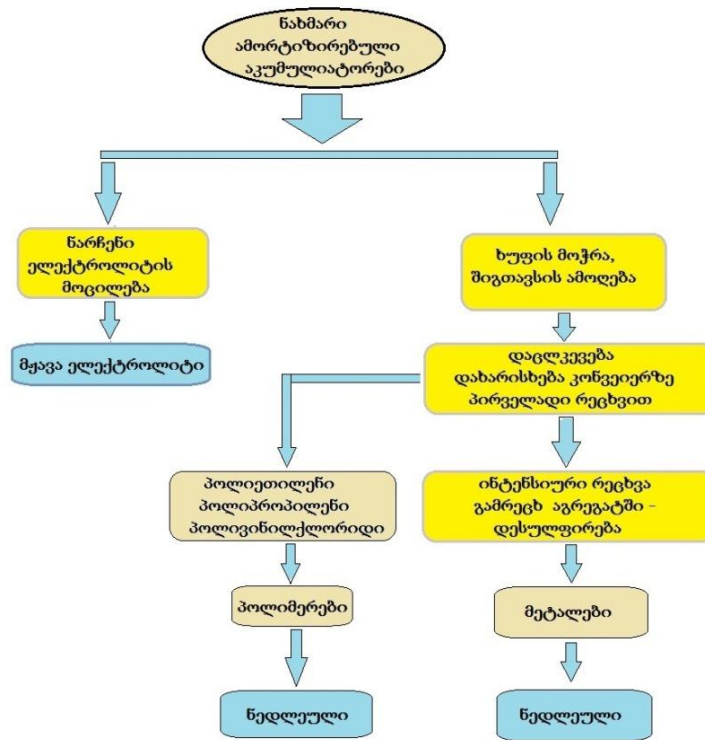 ნახმარი
ამორტიზირებული
აკუმულიატორები
ნარჩენი
ელექტროლიტის
მოცილება
მჟავა ელექტროლიტი
ხუფის მოჭრა,
შიგთავსის ამოღება
დაცლკევება
დახარისხება კონვეიერზე
პირველადი რეცხვით
პოლიეთილენი
პოლიპროპილენი
პოლივინილქლორიდი
პოლიმერები
ნედლეული
ინტენსიური რეცხვა
გამრეცხ აგრეგატში -
დესულფირება
მეტალები
ნედლეული